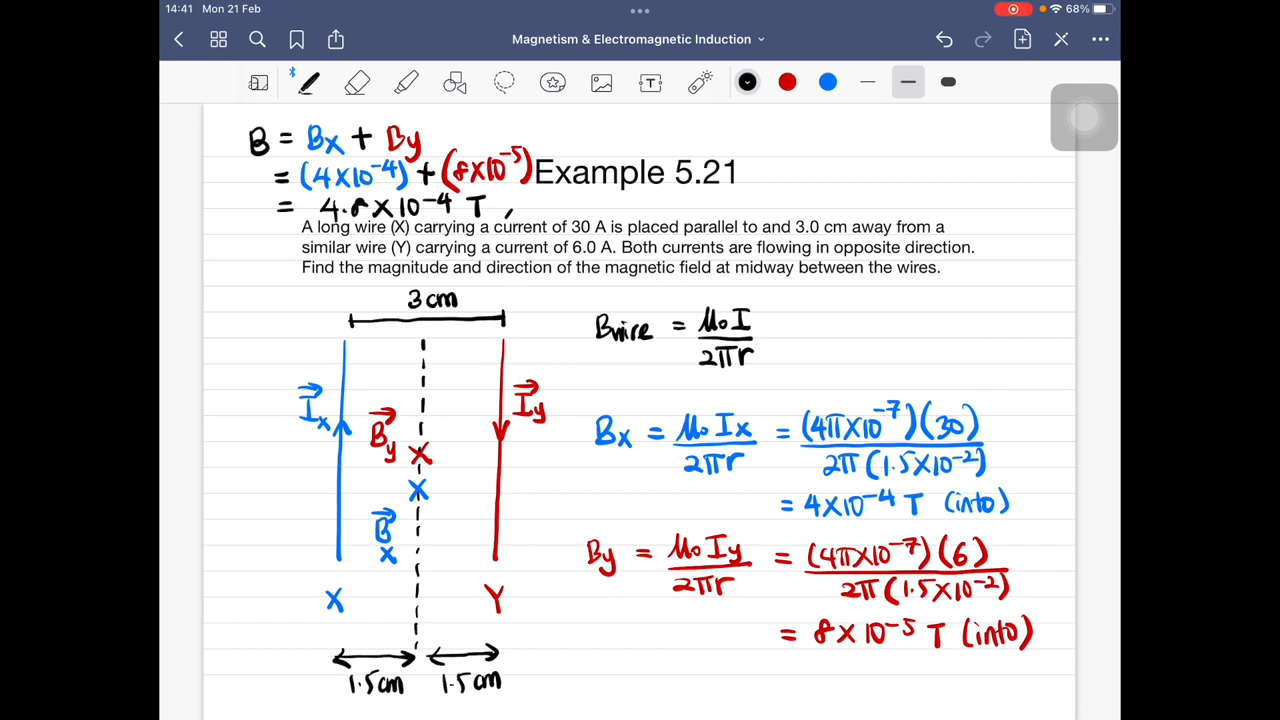 14:41 Mon 21 Feb
68%
Magnetism & Electromagnetic Induction
B = Bx + By
= (4×10⁻⁴) + (8×10⁻⁵)
= 4.8×10⁻⁴ T
Example 5.21
A long wire (X) carrying a current of 30 A is placed parallel to and 3.0 cm away from a
similar wire (Y) carrying a current of 6.0 A. Both currents are flowing in opposite direction.
Find the magnitude and direction of the magnetic field at midway between the wires.
3cm
I⃗x
B⃗y
X
X
B⃗x
I⃗y
X
Y
1.5cm
1.5cm
Bwire = μ₀I / 2πr
Bx = μ₀Ix / 2πr = (4π×10⁻⁷)(30) / 2π(1.5×10⁻²)
= 4×10⁻⁴ T (into)
By = μ₀Iy / 2πr = (4π×10⁻⁷)(6) / 2π(1.5×10⁻²)
= 8×10⁻⁵ T (into)